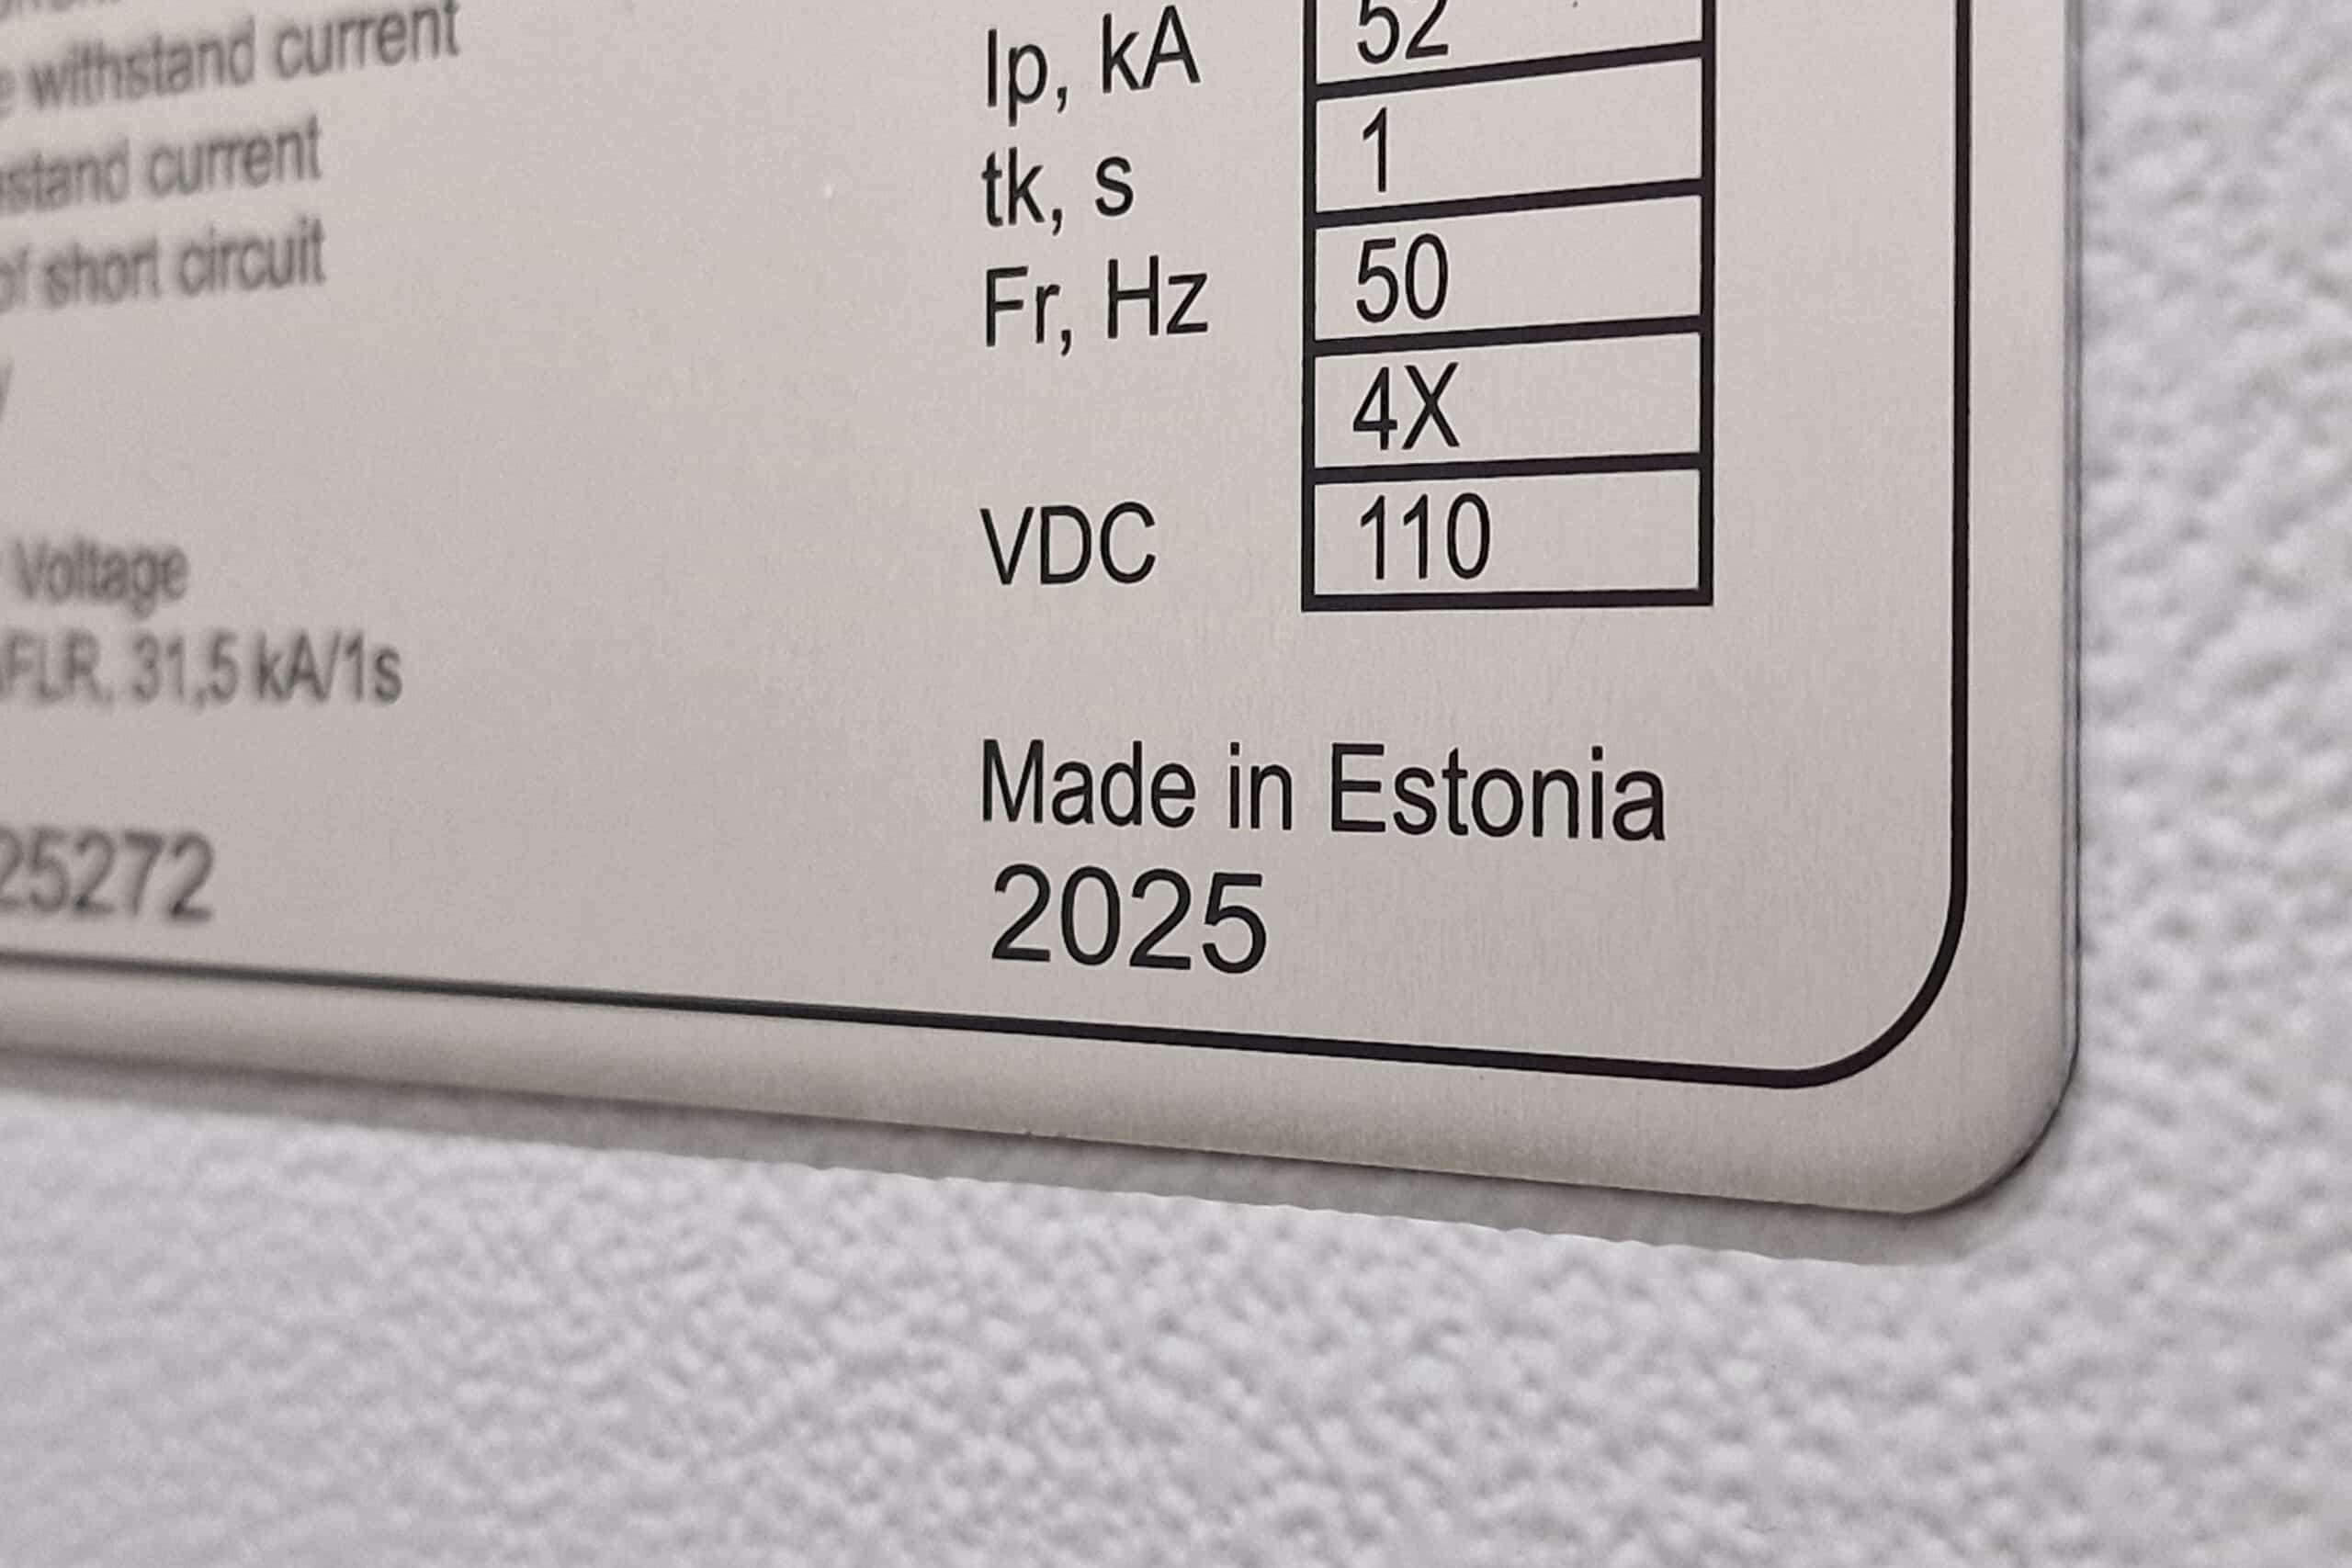 withstand current Ip, kA 52
current tk, s 1
of short circuit Fr, Hz 50
4X
Voltage VDC 110
FLR, 31,5 kA/1s
Made in Estonia
25272 2025